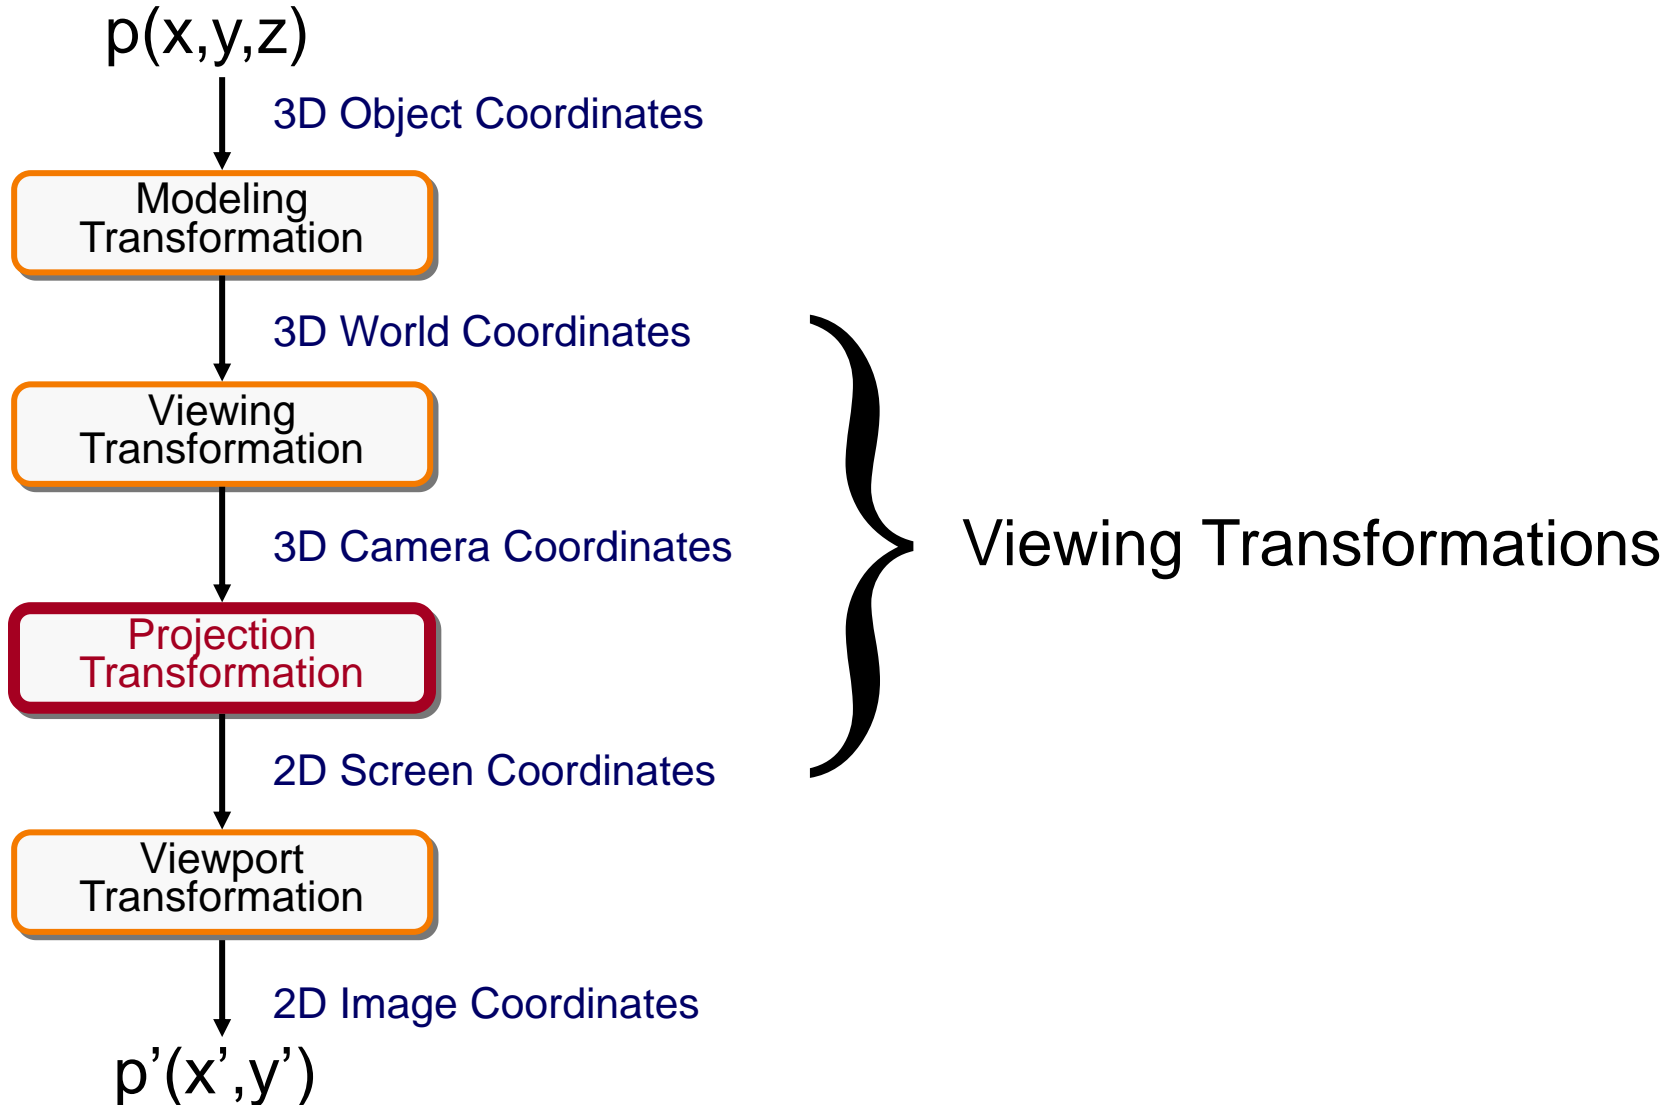 p(x,y,z)
3D Object Coordinates
Modeling
Transformation
3D World Coordinates
Viewing
Transformation
3D Camera Coordinates
Viewing Transformations
Projection
Transformation
2D Screen Coordinates
Viewport
Transformation
2D Image Coordinates
p’(x’,y’)